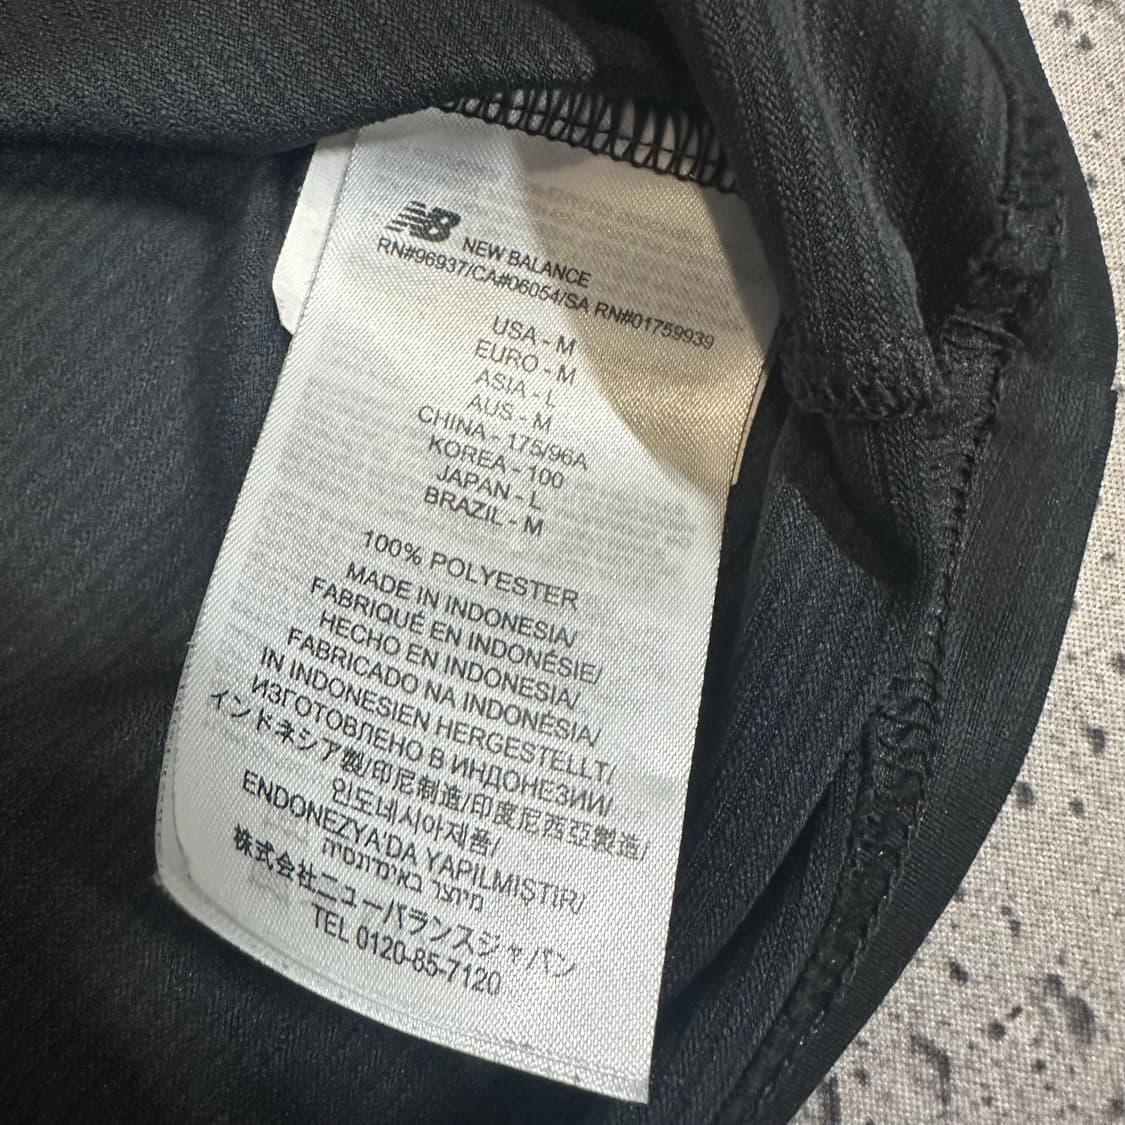 NB NEW BALANCE
RN#96937/CA#06054/SA RN#01759939
USA - M
EURO - M
ASIA - L
AUS - M
CHINA - 175/96A
KOREA - 100
JAPAN - L
BRAZIL - M
100% POLYESTER
MADE IN INDONESIA/
FABRIQUÉ EN INDONÉSIE/
HECHO EN INDONESIA/
FABRICADO NA INDONÉSIA/
IN INDONESIEN HERGESTELLT/
ИЗГОТОВЛЕНО В ИНДОНЕЗИИ/
インドネシア製/印尼制造/印度尼西亞製造/
인도네시아제품/
ENDONEZYA'DA YAPILMIŞTIR/
מיוצר באינדונסיה
株式会社ニューバランスジャパン
TEL 0120-85-7120